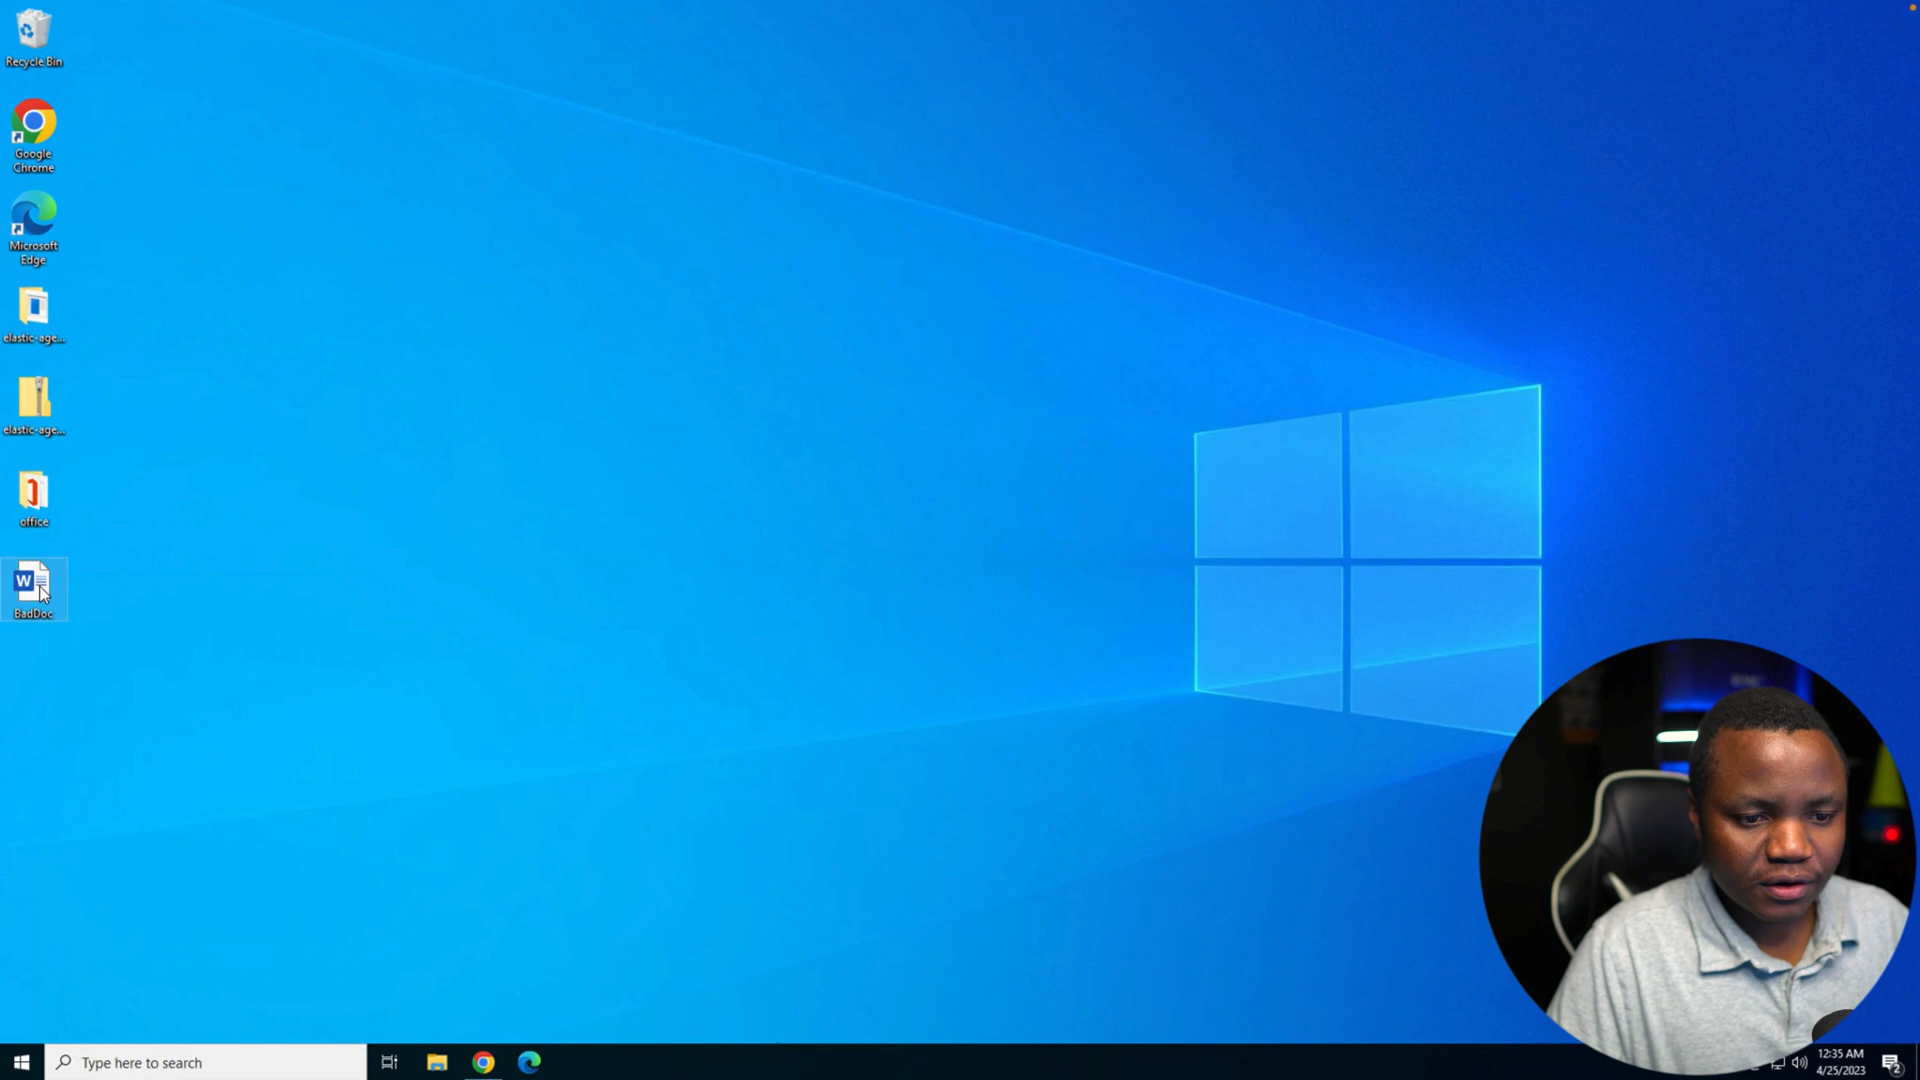 Recycle Bin
Google
Chrome
Microsoft
Edge
elastic-age...
elastic-age...
office
W
BadDoc
Type here to search
12:35 AM
4/25/2023
2